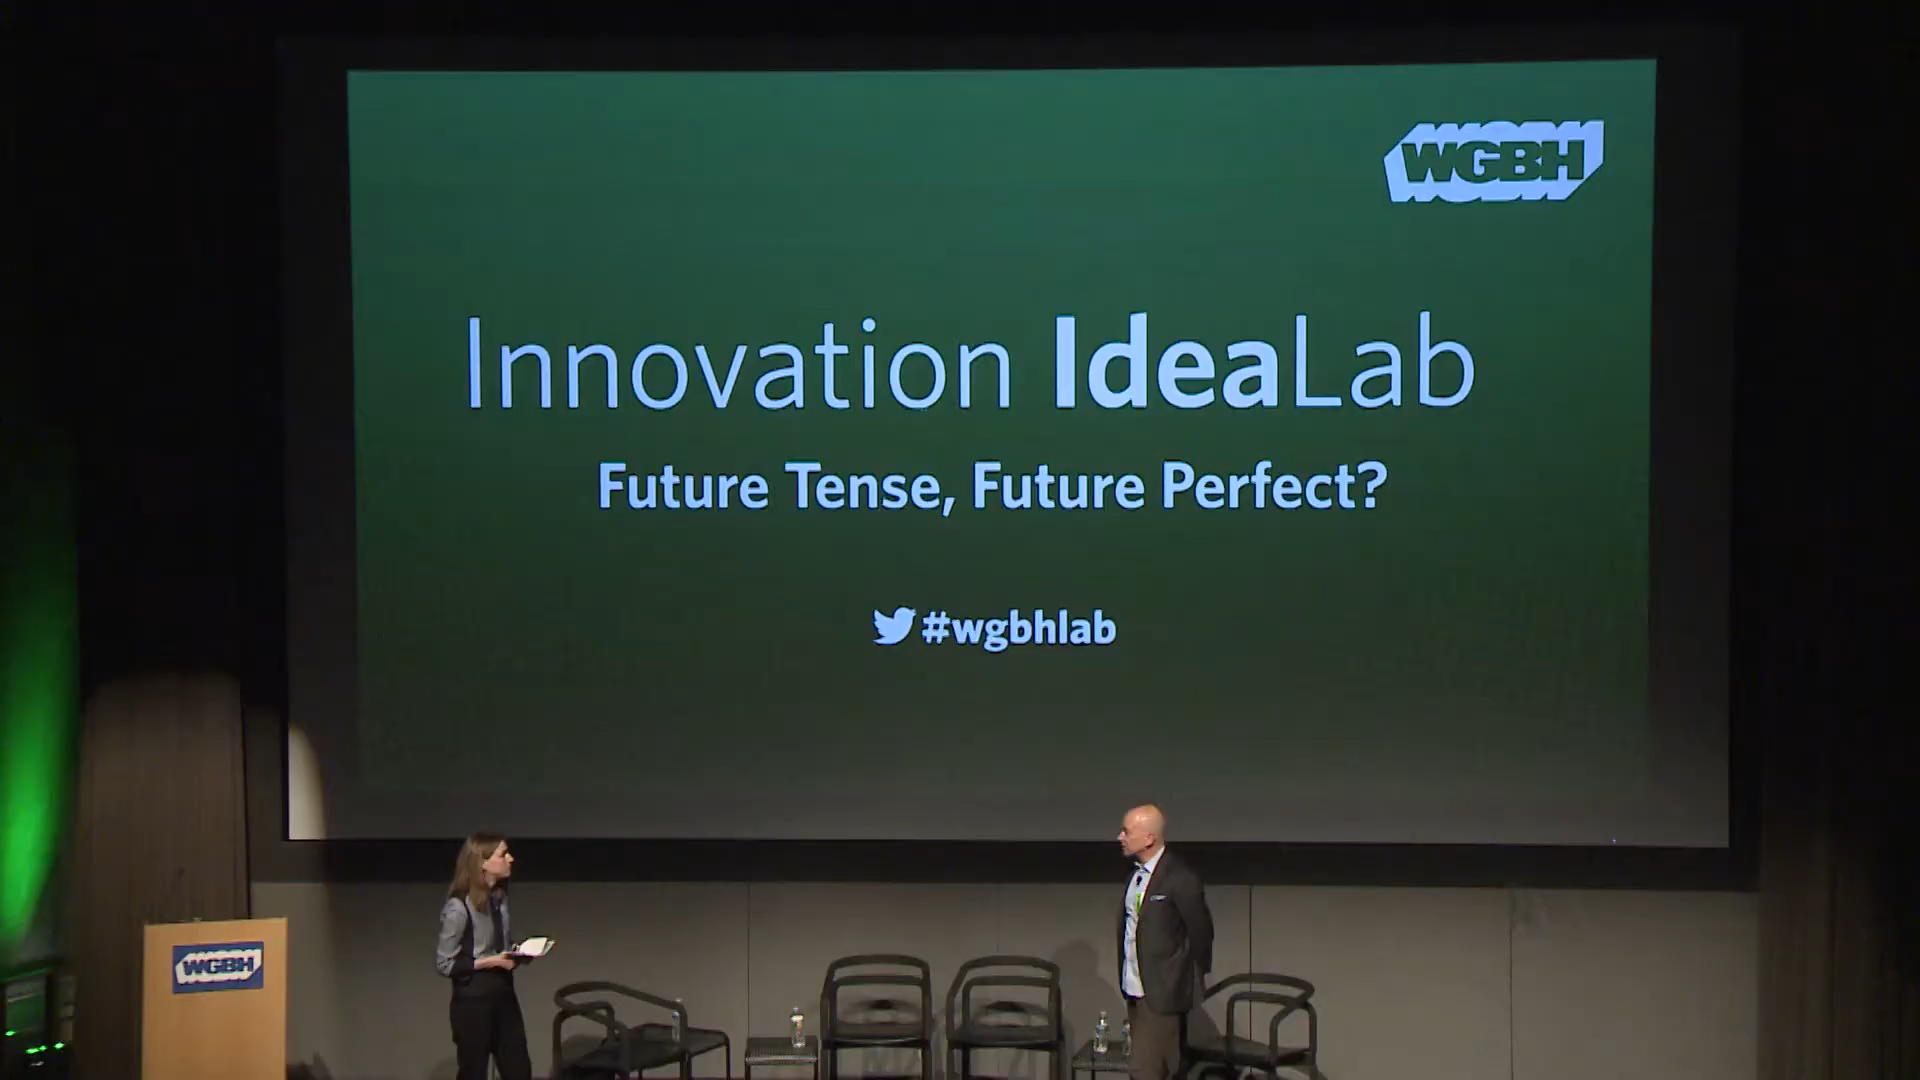 WGBH
Innovation IdeaLab
Future Tense, Future Perfect?
#wgbhlab
WGBH